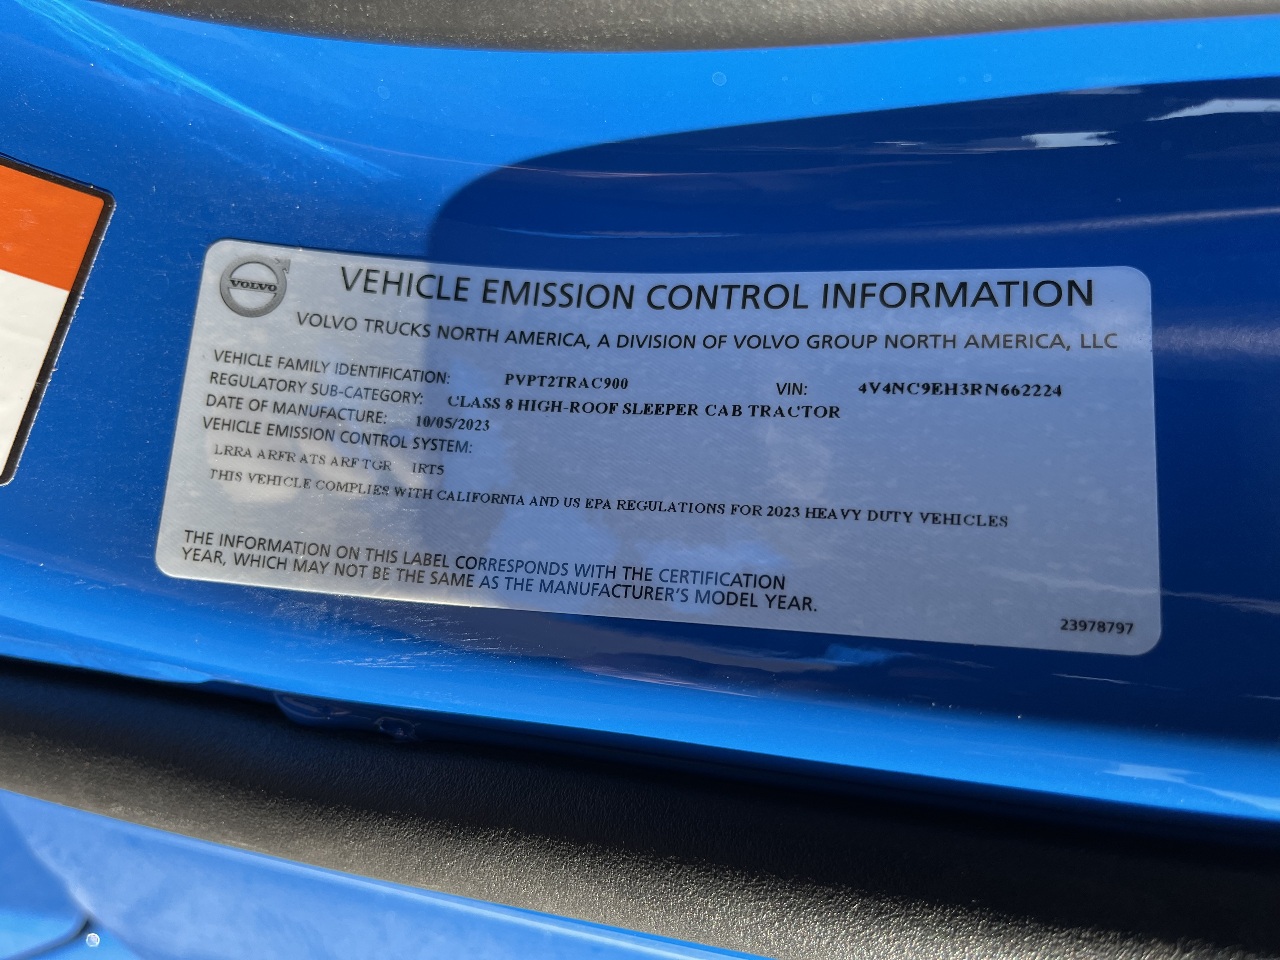 VOLVO
VEHICLE EMISSION CONTROL INFORMATION
VOLVO TRUCKS NORTH AMERICA, A DIVISION OF VOLVO GROUP NORTH AMERICA, LLC
VEHICLE FAMILY IDENTIFICATION: PVPT2TRAC900 VIN: 4V4NC9EH3RN662224
REGULATORY SUB-CATEGORY: CLASS 8 HIGH-ROOF SLEEPER CAB TRACTOR
DATE OF MANUFACTURE: 10/05/2023
VEHICLE EMISSION CONTROL SYSTEM:
LRRA ARFR ATS ARF TGR 1RT5
THIS VEHICLE COMPLIES WITH CALIFORNIA AND US EPA REGULATIONS FOR 2023 HEAVY DUTY VEHICLES
THE INFORMATION ON THIS LABEL CORRESPONDS WITH THE CERTIFICATION
YEAR, WHICH MAY NOT BE THE SAME AS THE MANUFACTURER'S MODEL YEAR.
23978797